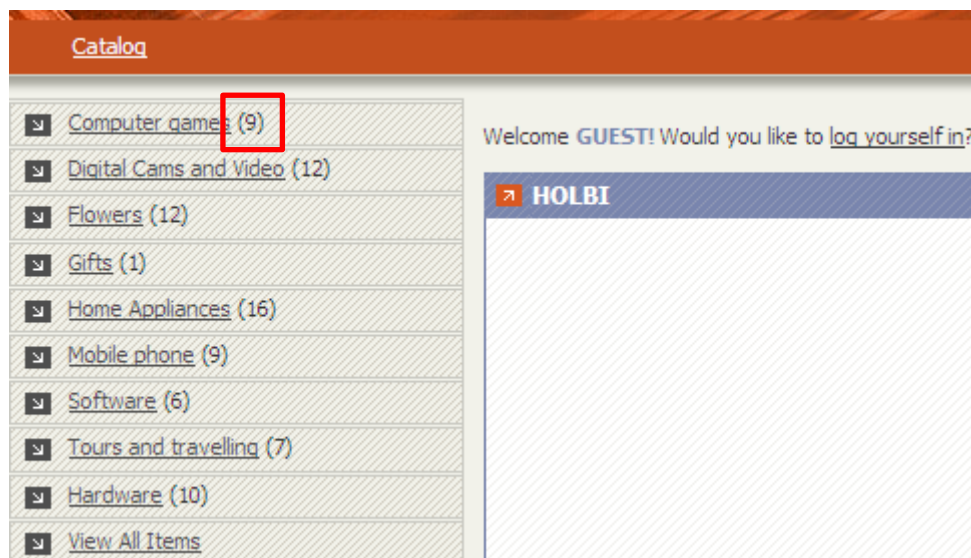 Catalog
Computer games (9)
Digital Cams and Video (12)
Flowers (12)
Gifts (1)
Home Appliances (16)
Mobile phone (9)
Software (6)
Tours and travelling (7)
Hardware (10)
View All Items
Welcome GUEST! Would you like to log yourself in?
HOLBI